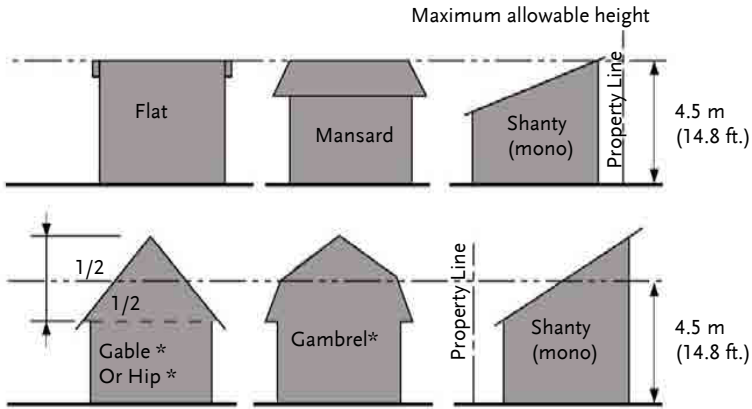 Maximum allowable height
Flat
Mansard
Shanty
(mono)
Property Line
4.5 m
(14.8 ft.)
1/2
1/2
Gable *
Or Hip *
Gambrel*
Property Line
Shanty
(mono)
4.5 m
(14.8 ft.)